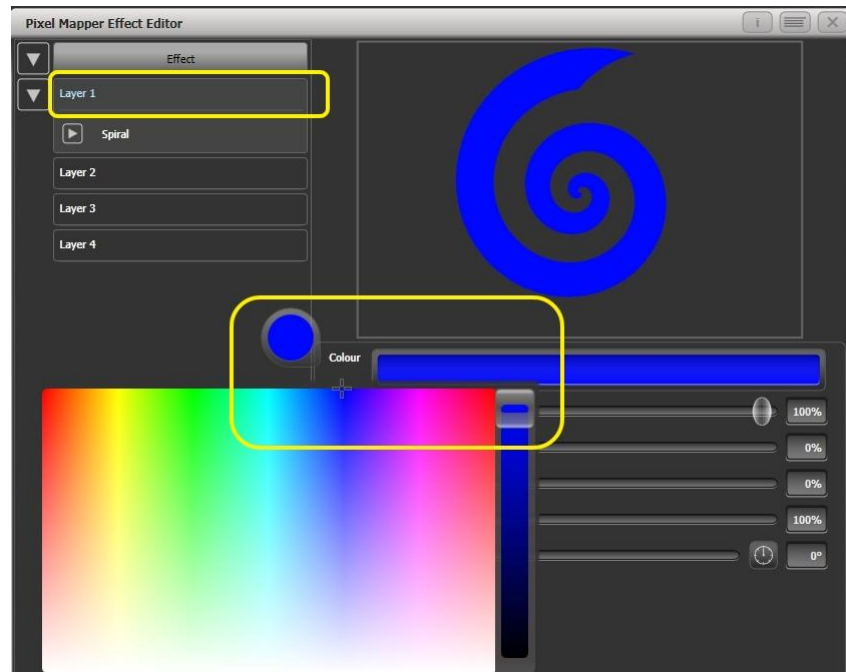 Pixel Mapper Effect Editor
i
Effect
Layer 1
Spiral
Layer 2
Layer 3
Layer 4
Colour
100%
0%
0%
100%
0°